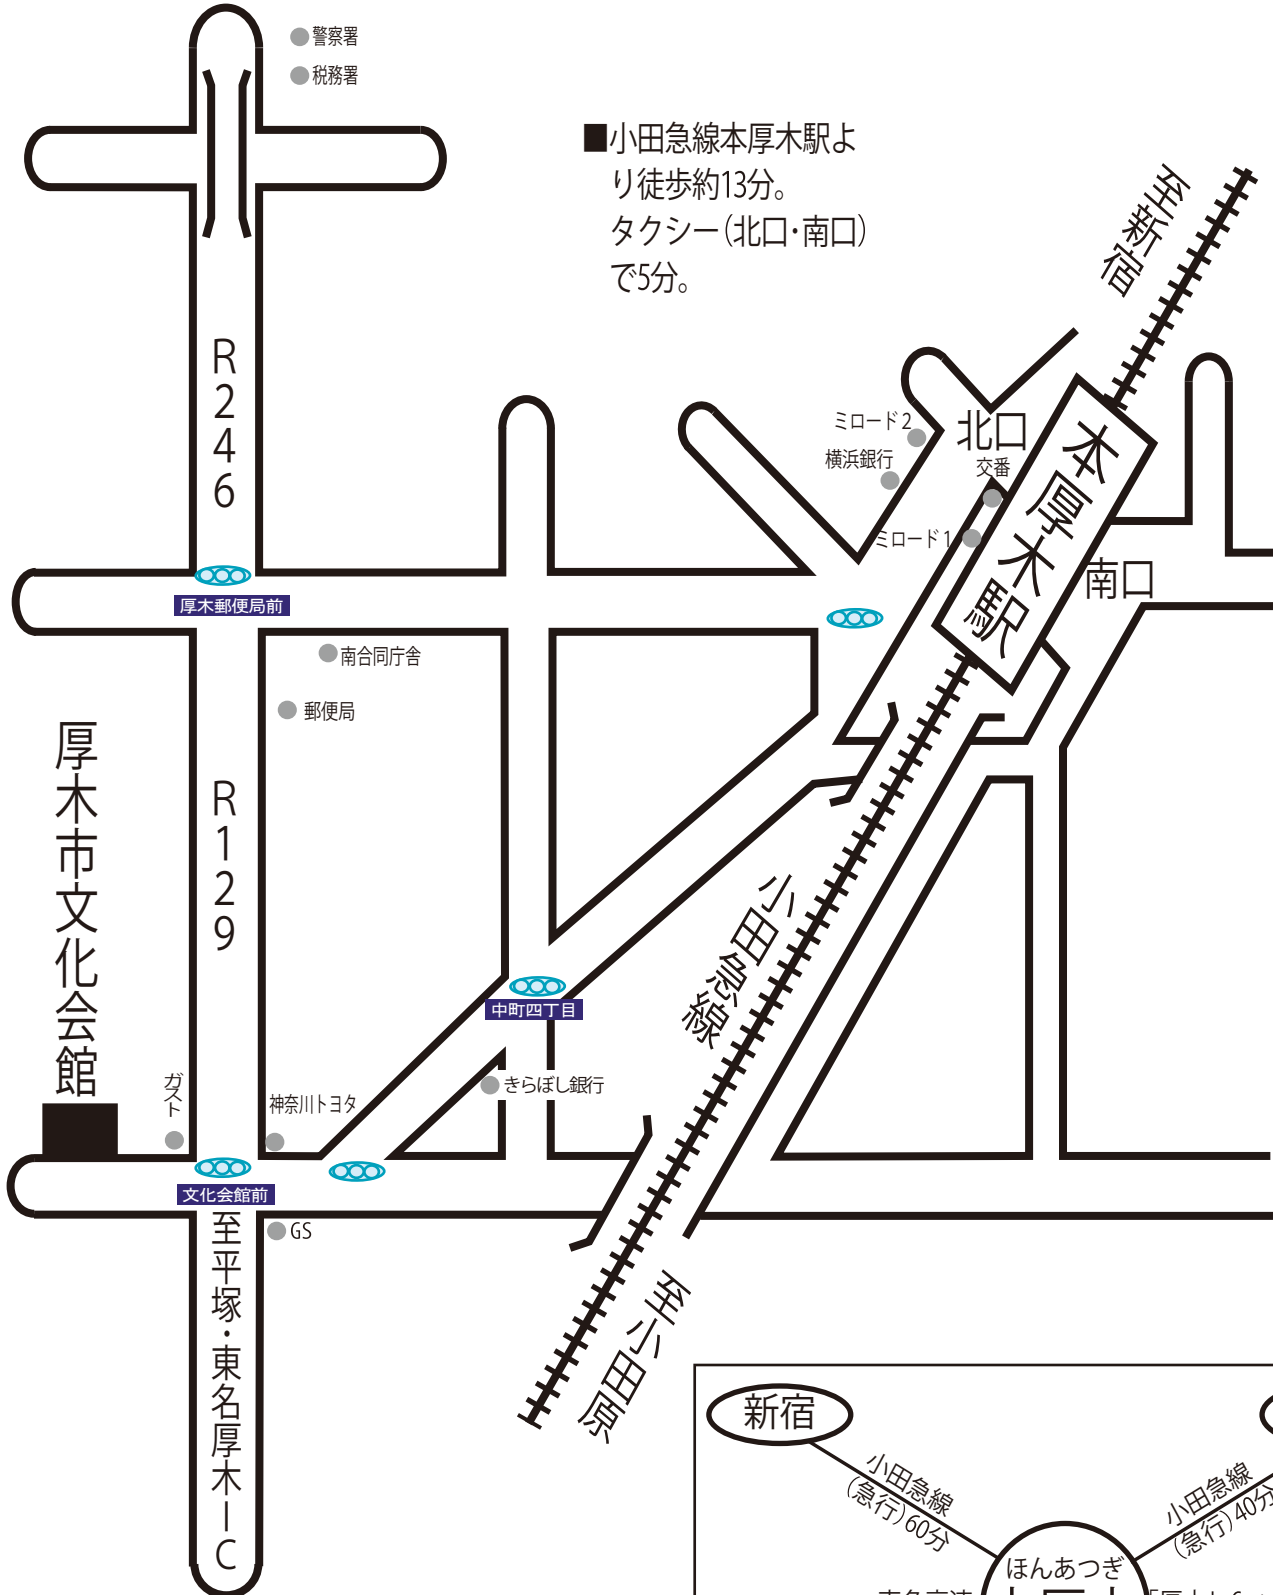 警察署
税務署
■小田急線本厚木駅よ
り徒歩約13分。
タクシー(北口・南口)
で5分。
至新宿
R246
ミロード2
横浜銀行
北口
交番
ミロード1
本厚木駅
南口
厚木郵便局前
南合同庁舎
郵便局
厚木市文化会館
R129
小田急線
中町四丁目
きらぼし銀行
ガスト
神奈川トヨタ
文化会館前
GS
至平塚・東名厚木IC
至小田原
新宿
小田急線
(急行)60分
小田急線
(急行)40分
ほんあつぎ